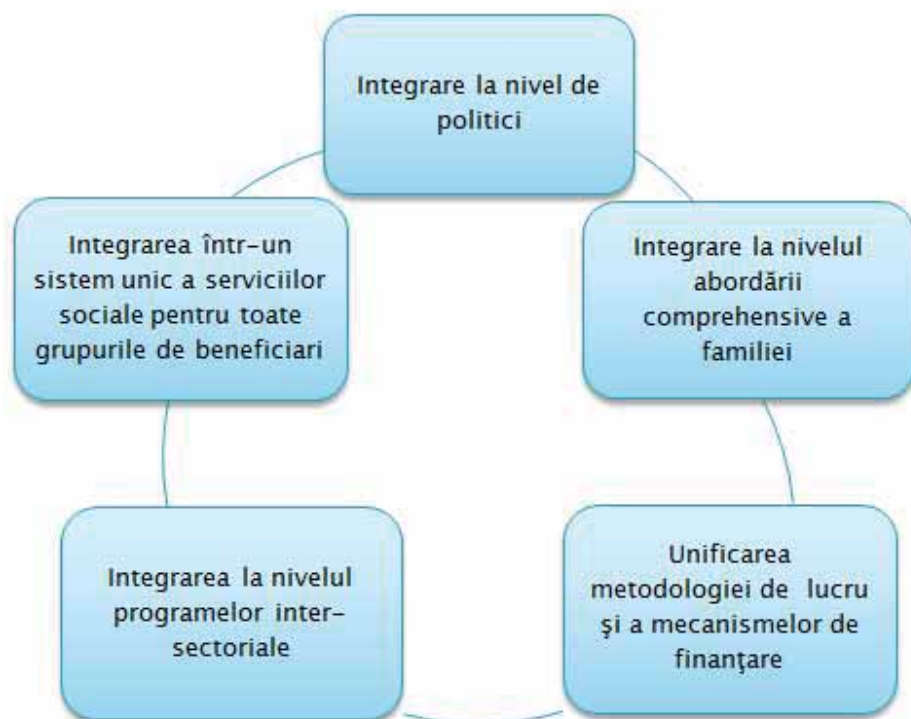 Integrare la nivel de
politici
Integrare la nivelul
abordării
comprehensive a
familiei
Unificarea
metodologiei de lucru
şi a mecanismelor de
finanţare
Integrarea la nivelul
programelor inter-
sectoriale
Integrarea într-un
sistem unic a serviciilor
sociale pentru toate
grupurile de beneficiari